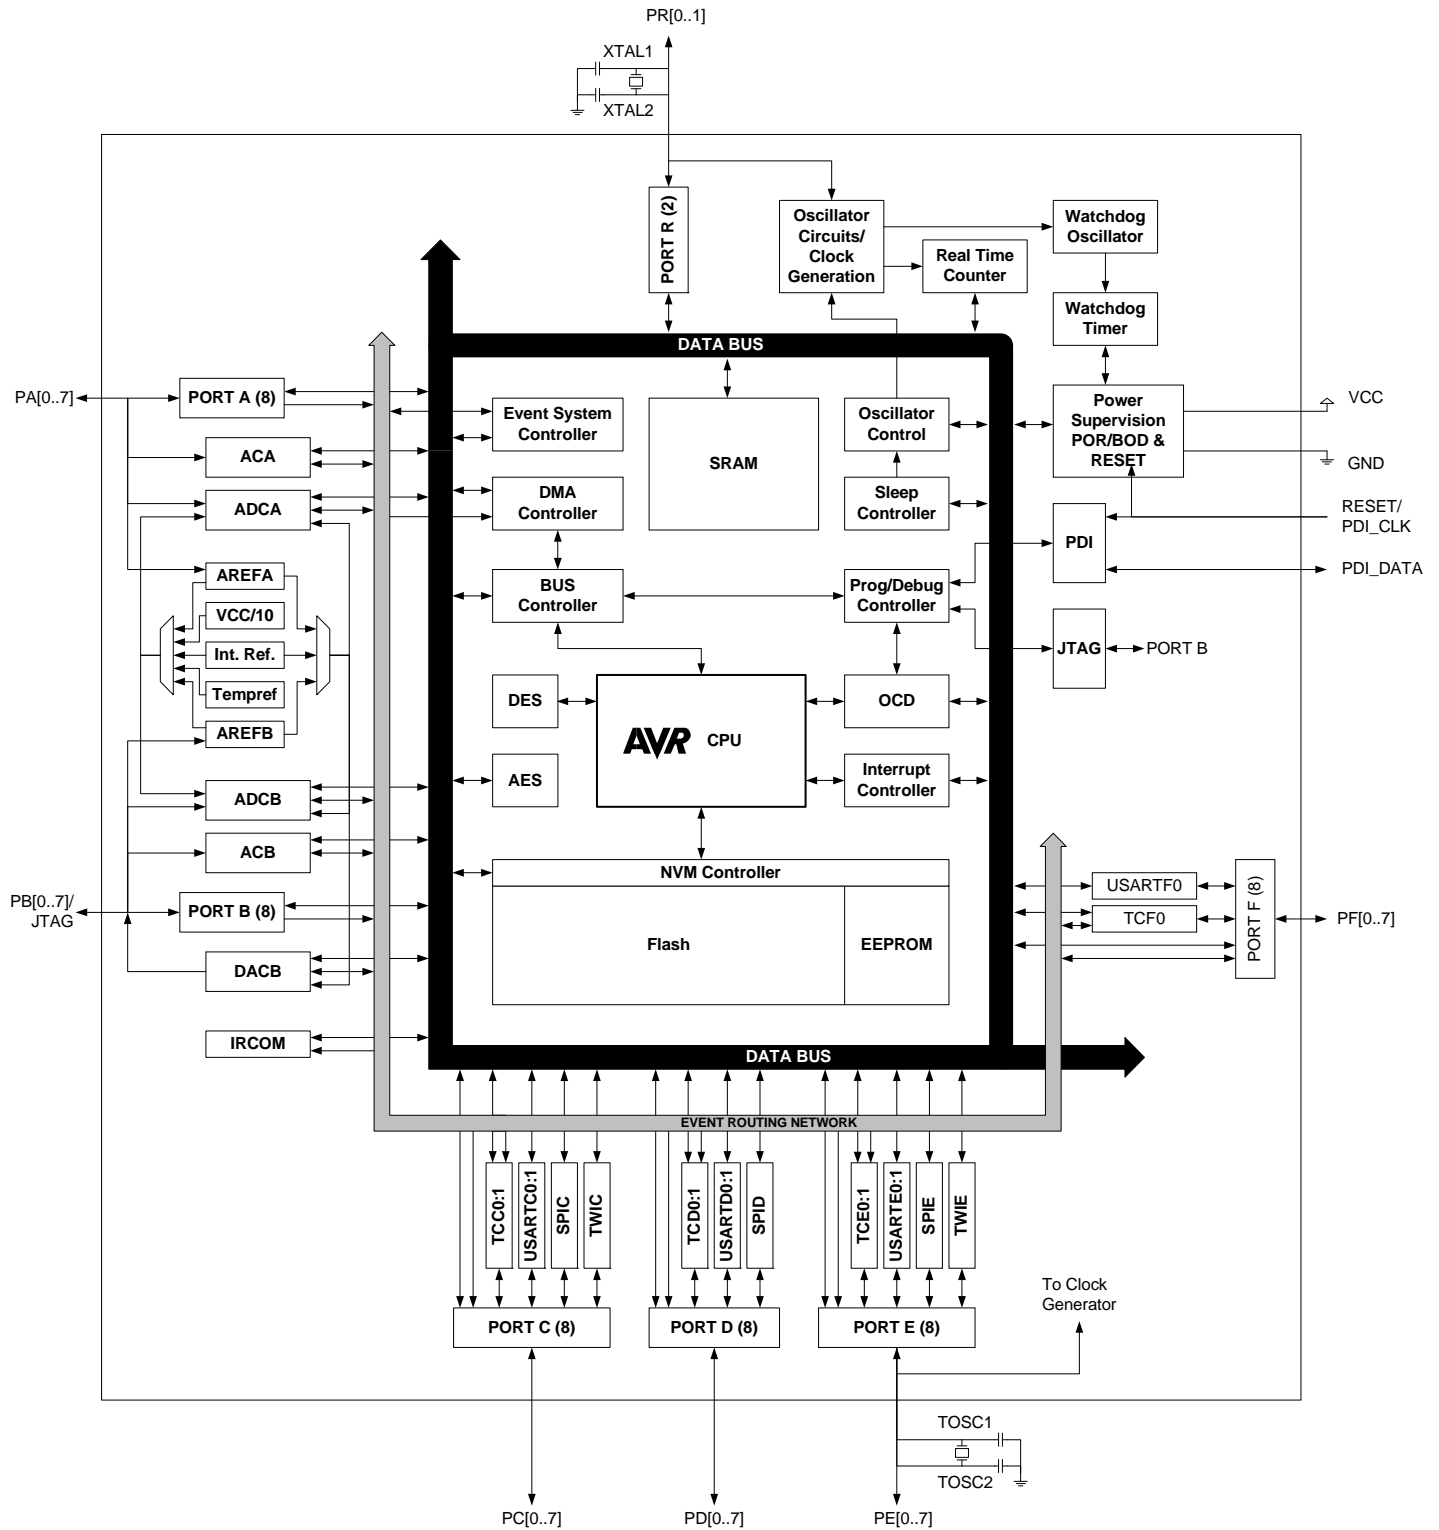 PR[0..1]
XTAL1
XTAL2
PORT R (2)
Oscillator
Circuits/
Clock
Generation
Watchdog
Oscillator
Real Time
Counter
Watchdog
Timer
DATA BUS
PA[0..7]
PORT A (8)
Event System
Controller
Oscillator
Control
Power
Supervision
POR/BOD &
RESET
VCC
GND
ACA
SRAM
ADCA
DMA
Controller
Sleep
Controller
PDI
RESET/
PDI_CLK
PDI_DATA
AREFA
VCC/10
Int. Ref.
Tempref
AREFB
BUS
Controller
Prog/Debug
Controller
JTAG
PORT B
DES
AVR
CPU
OCD
AES
Interrupt
Controller
ADCB
ACB
NVM Controller
Flash
EEPROM
PB[0..7]/
JTAG
PORT B (8)
DACB
IRCOM
USARTF0
TCF0
PORT F (8)
PF[0..7]
DATA BUS
EVENT ROUTING NETWORK
TCC0:1
USARTC0:1
SPIC
TWIC
TCD0:1
USARTD0:1
SPID
TCE0:1
USARTE0:1
SPIE
TWIE
To Clock
Generator
PORT C (8)
PORT D (8)
PORT E (8)
TOSC1
TOSC2
PC[0..7]
PD[0..7]
PE[0..7]